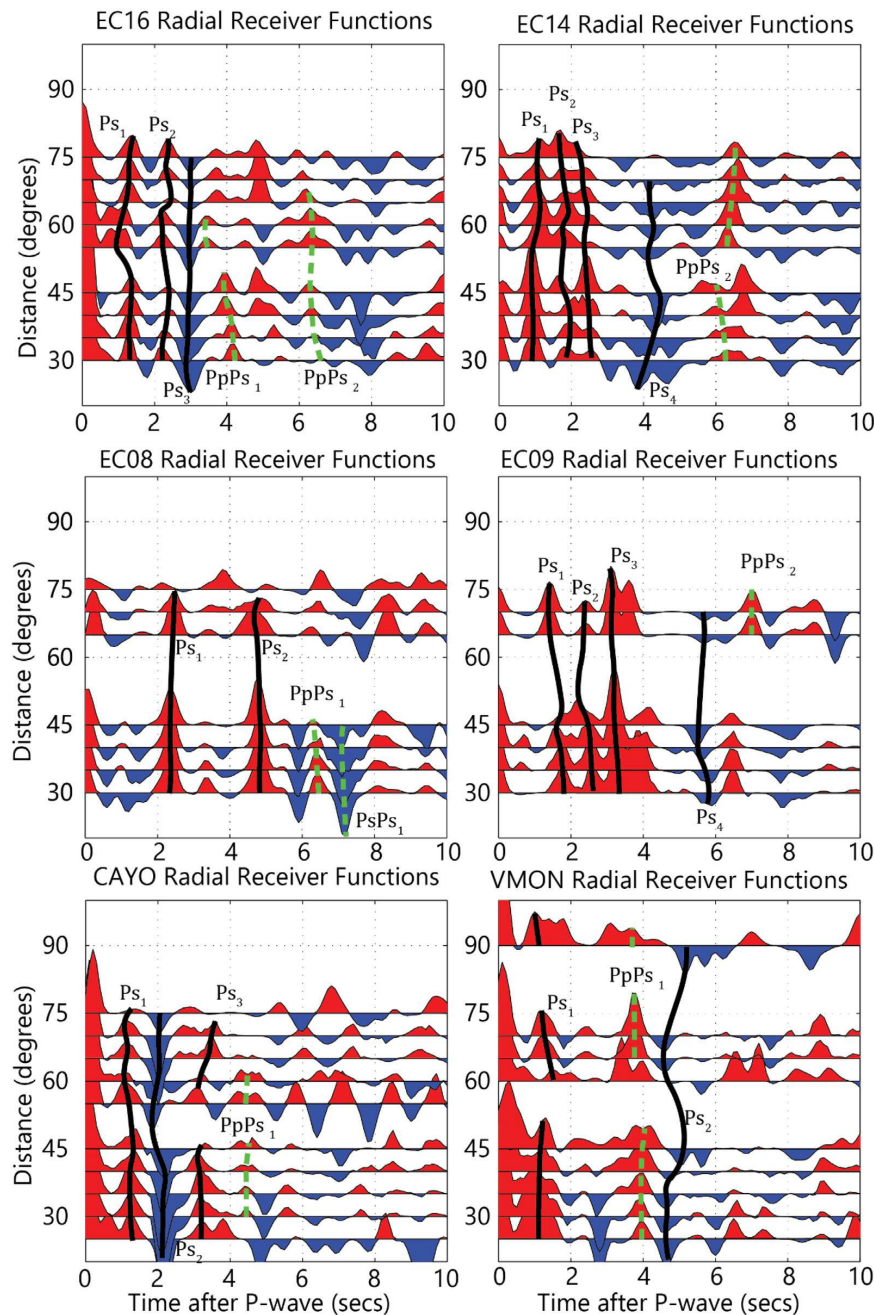 EC16 Radial Receiver Functions
EC14 Radial Receiver Functions
90
75
60
45
30
Distance (degrees)
Ps1
Ps2
Ps3
PpPs1
PpPs2
0 2 4 6 8 10
90
75
60
45
30
Ps1
Ps2
Ps3
PpPs2
Ps4
0 2 4 6 8 10
EC08 Radial Receiver Functions
EC09 Radial Receiver Functions
90
75
60
45
30
Distance (degrees)
Ps1
Ps2
PpPs1
PsPs1
0 2 4 6 8 10
90
75
60
45
30
Ps1
Ps2
Ps3
PpPs2
Ps4
0 2 4 6 8 10
CAYO Radial Receiver Functions
VMON Radial Receiver Functions
90
75
60
45
30
Distance (degrees)
Ps1
Ps3
PpPs1
Ps2
0 2 4 6 8 10
Time after P-wave (secs)
90
75
60
45
30
Ps1
PpPs1
Ps2
0 2 4 6 8 10
Time after P-wave (secs)